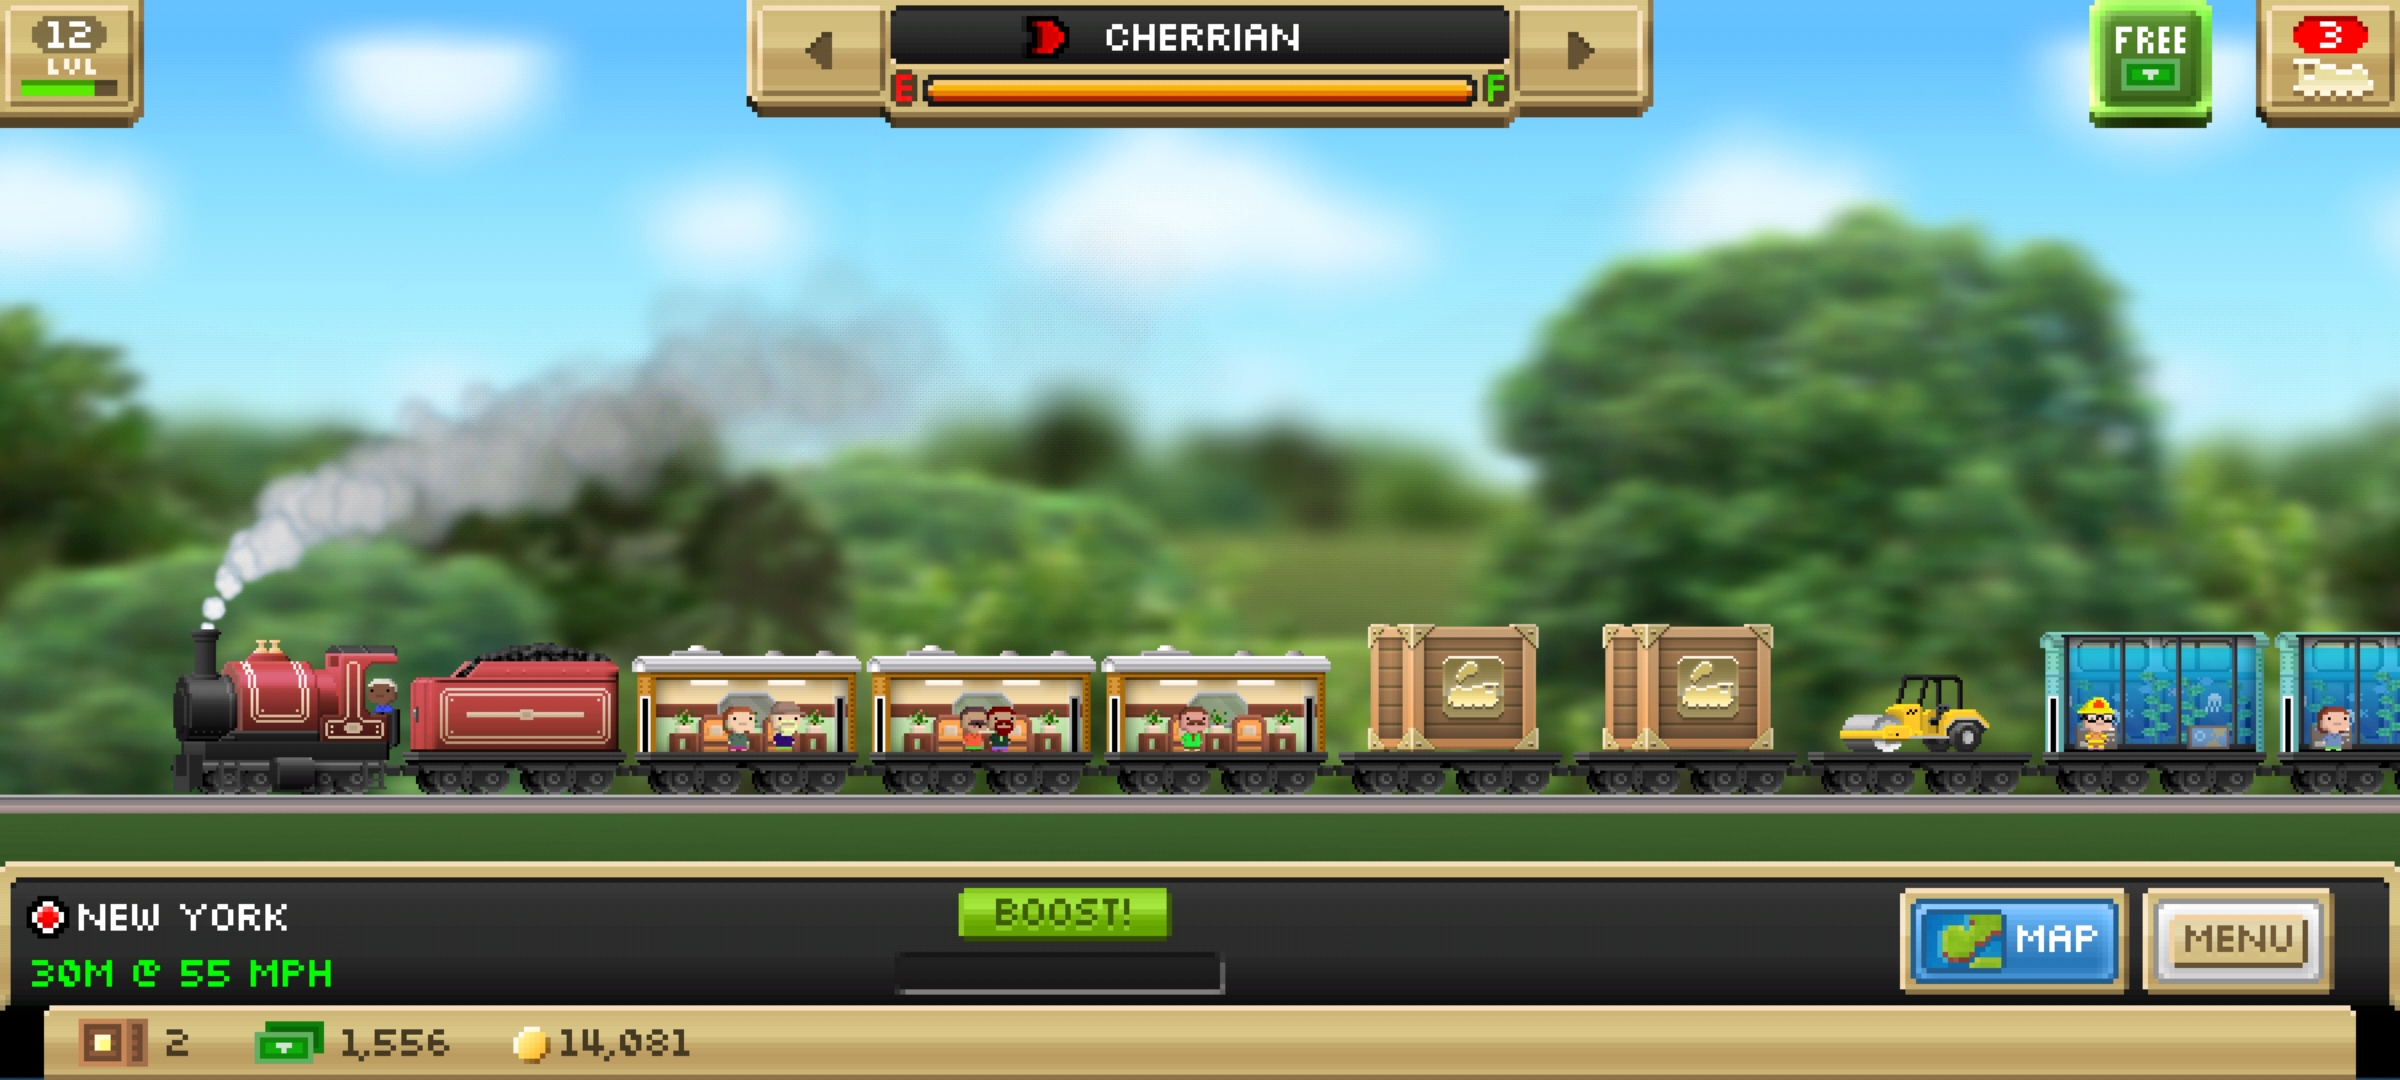 12
LVL
CHERRIAN
E F
FREE
3
NEW YORK
30M @ 55 MPH
BOOST!
MAP
MENU
2
1,556
14,081